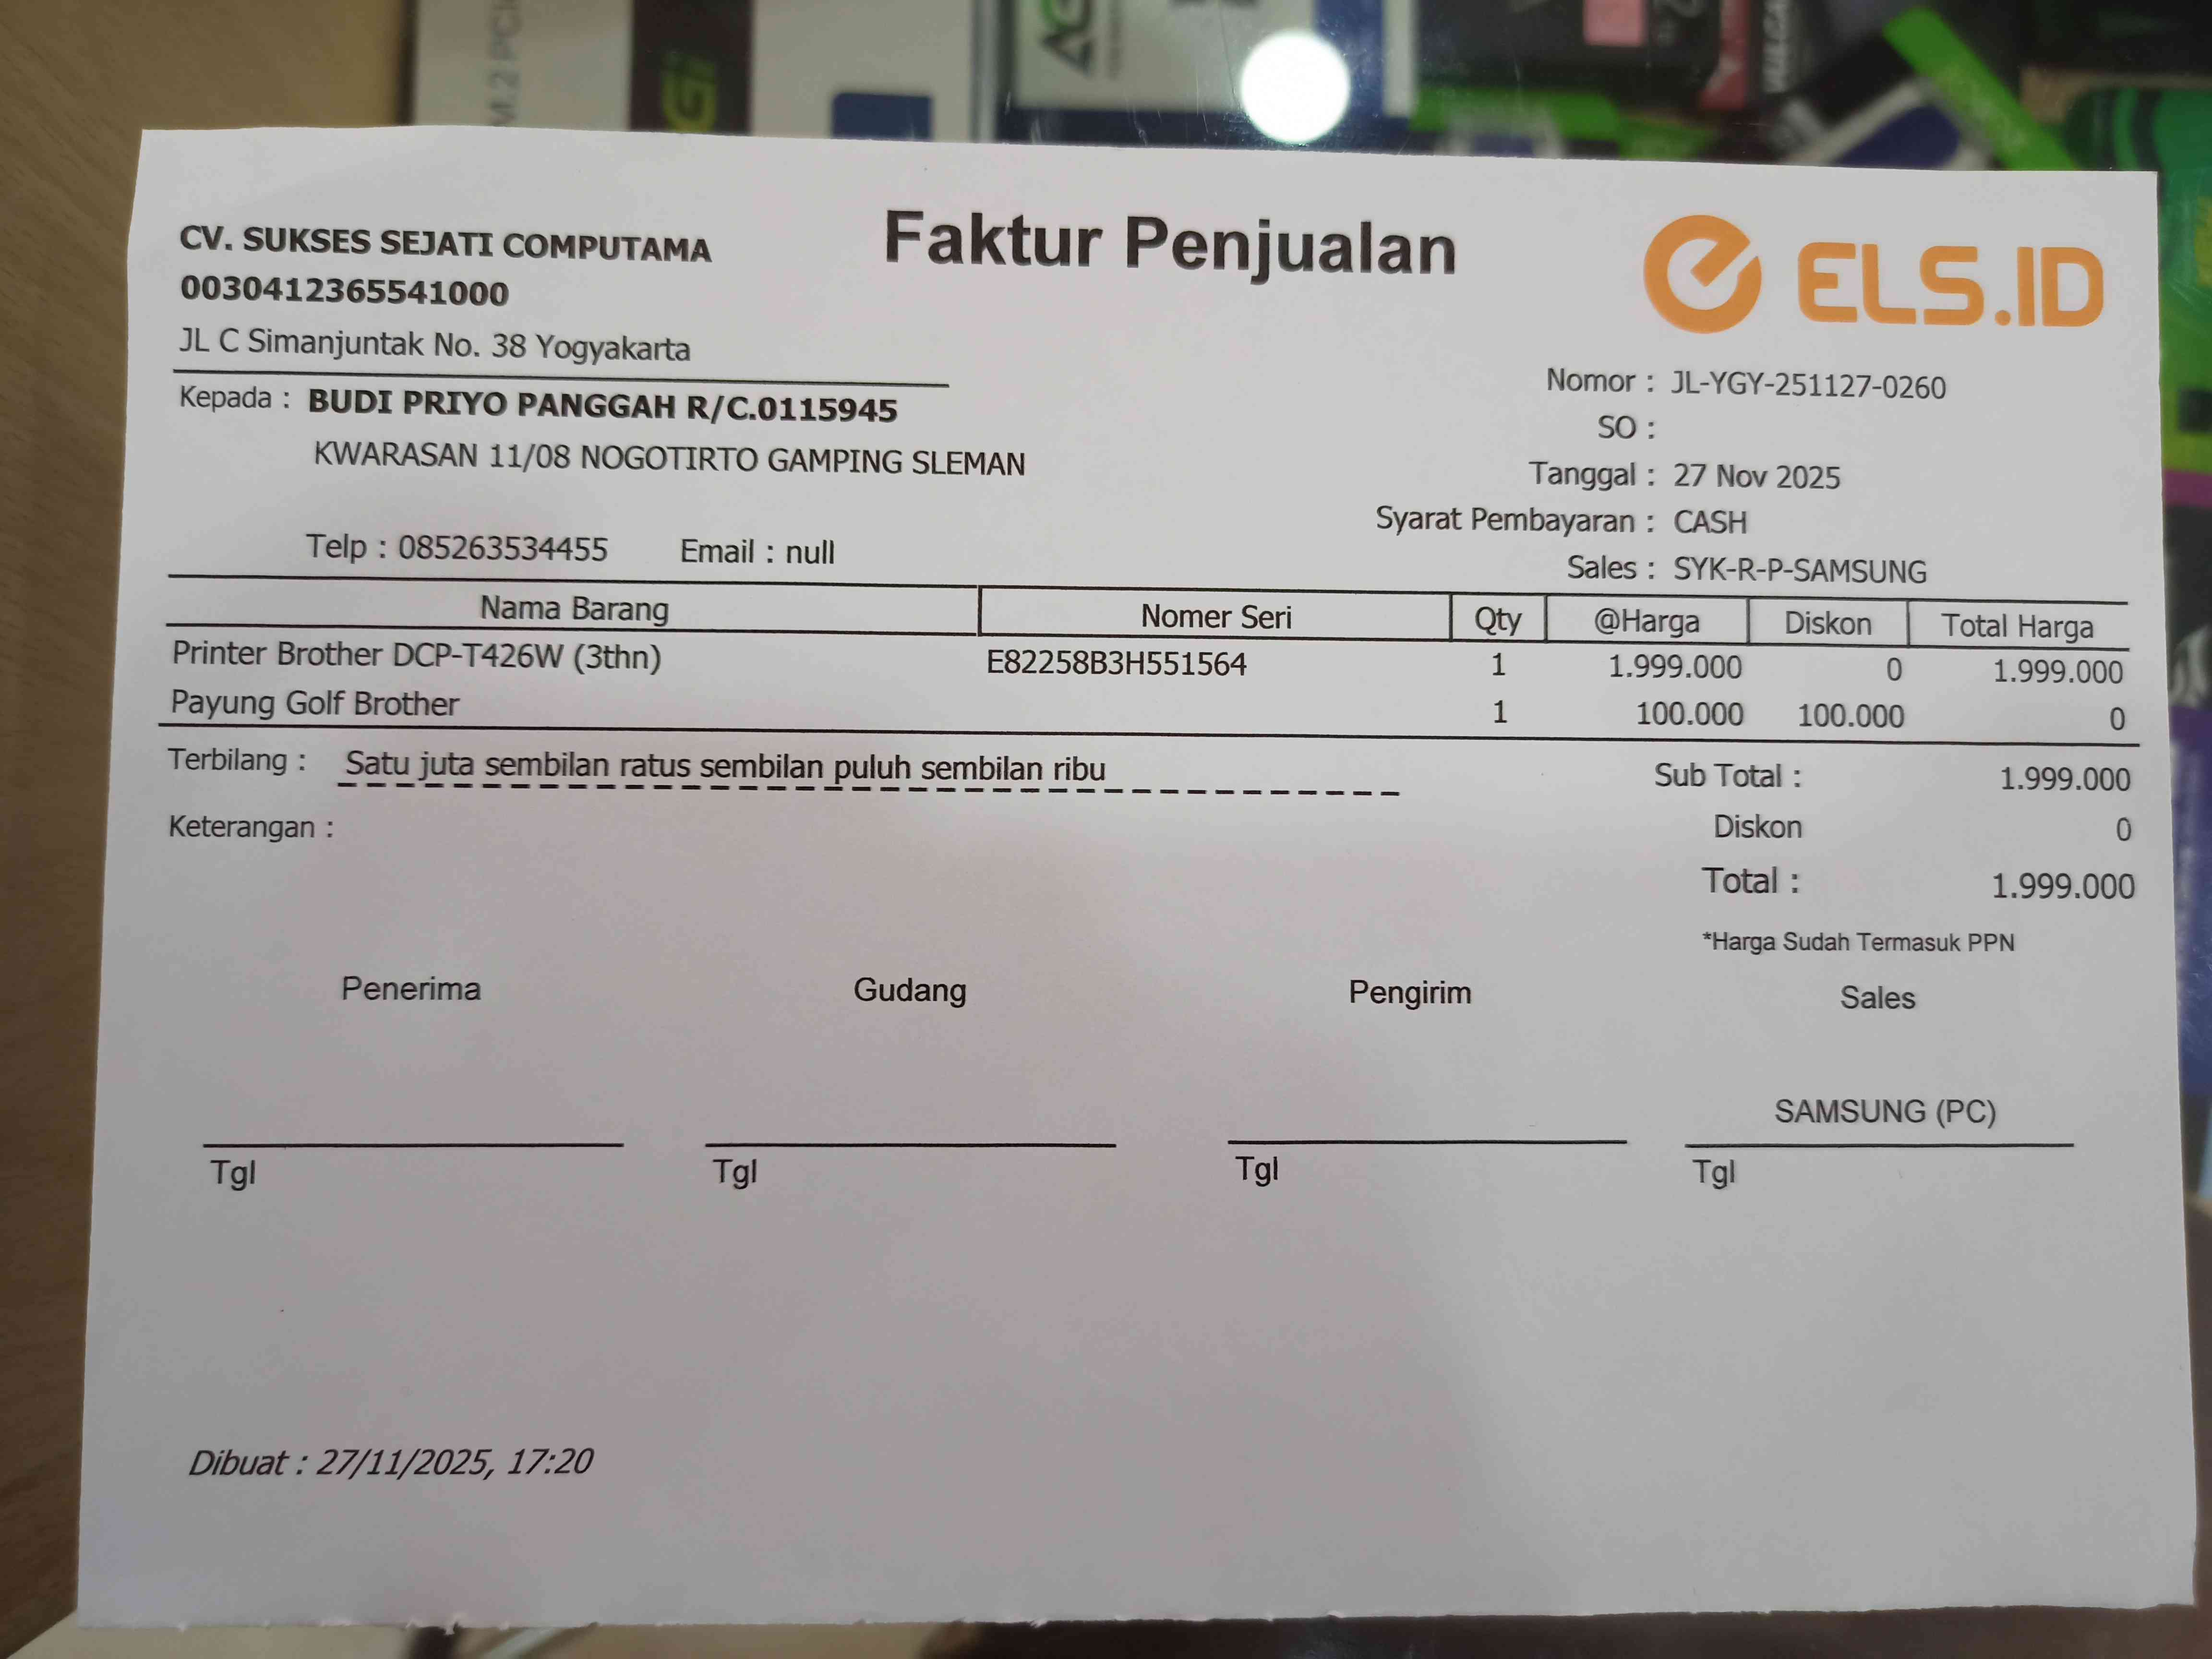 M.2 PCIe
CV. SUKSES SEJATI COMPUTAMA
0030412365541000
JL C Simanjuntak No. 38 Yogyakarta
Faktur Penjualan
ELS.ID
Kepada : BUDI PRIYO PANGGAH R/C.0115945
KWARASAN 11/08 NOGOTIRTO GAMPING SLEMAN
Telp : 085263534455 Email : null
Nomor : JL-YGY-251127-0260
SO :
Tanggal : 27 Nov 2025
Syarat Pembayaran : CASH
Sales : SYK-R-P-SAMSUNG
Nama Barang Nomer Seri Qty @Harga Diskon Total Harga
Printer Brother DCP-T426W (3thn) E82258B3H551564 1 1.999.000 0 1.999.000
Payung Golf Brother 1 100.000 100.000 0
Terbilang : Satu juta sembilan ratus sembilan puluh sembilan ribu
Keterangan :
Sub Total : 1.999.000
Diskon 0
Total : 1.999.000
*Harga Sudah Termasuk PPN
Penerima Gudang Pengirim Sales
SAMSUNG (PC)
Tgl Tgl Tgl Tgl
Dibuat : 27/11/2025, 17:20